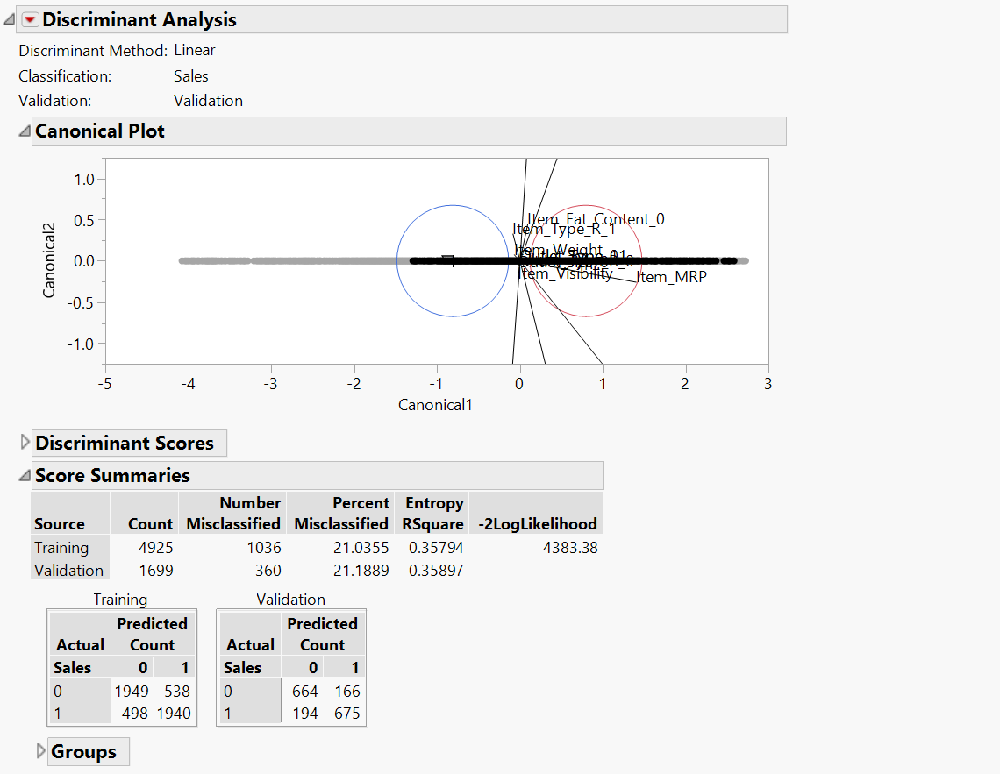 Discriminant Analysis
Discriminant Method: Linear
Classification: Sales
Validation: Validation
Canonical Plot
Canonical2
1.0
0.5
0.0
-0.5
-1.0
Item_Fat_Content_0
Item_Type_R_1
Item_Weight
Item_Visibility
Item_MRP
-5 -4 -3 -2 -1 0 1 2 3
Canonical1
Discriminant Scores
Score Summaries
Number Percent Entropy
Source Count Misclassified Misclassified RSquare -2LogLikelihood
Training 4925 1036 21.0355 0.35794 4383.38
Validation 1699 360 21.1889 0.35897
Training Validation
Predicted Predicted
Actual Count Actual Count
Sales 0 1 Sales 0 1
0 1949 538 0 664 166
1 498 1940 1 194 675
Groups